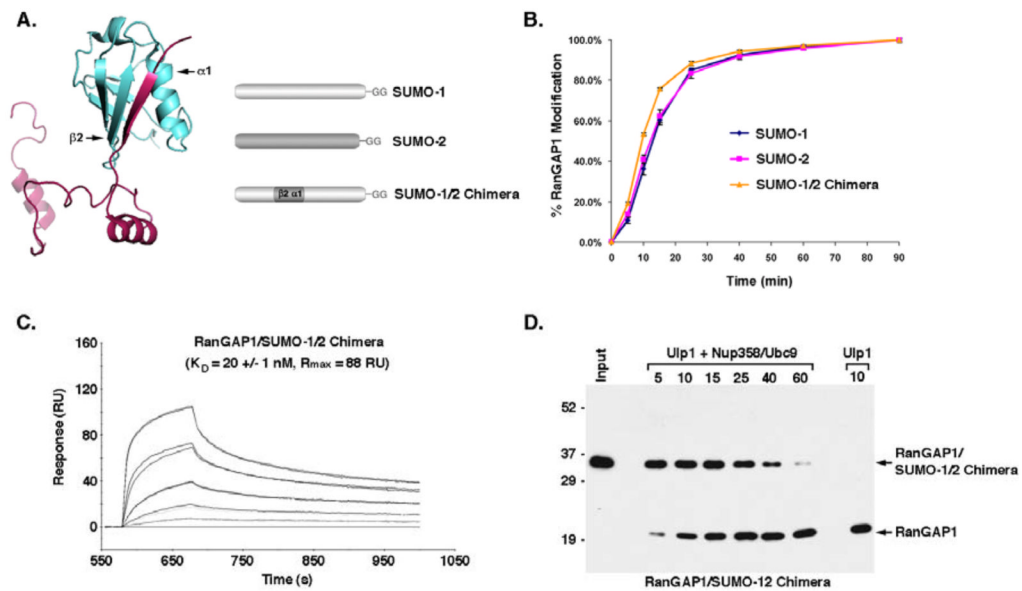 A.
α1
β2
GG SUMO-1
GG SUMO-2
β2 α1
GG SUMO-1/2 Chimera
B.
100.0%
80.0%
60.0%
40.0%
20.0%
0.0%
% RanGAP1 Modification
SUMO-1
SUMO-2
SUMO-1/2 Chimera
0 10 20 30 40 50 60 70 80 90
Time (min)
C.
RanGAP1/SUMO-1/2 Chimera
(KD = 20 +/- 1 nM, Rmax = 88 RU)
160
120
80
40
0
Response (RU)
550 650 750 850 950 1050
Time (s)
D.
Input
Ulp1 + Nup358/Ubc9
5 10 15 25 40 60
Ulp1
10
52 -
37 -
29 -
19 -
RanGAP1/
SUMO-1/2 Chimera
RanGAP1
RanGAP1/SUMO-12 Chimera